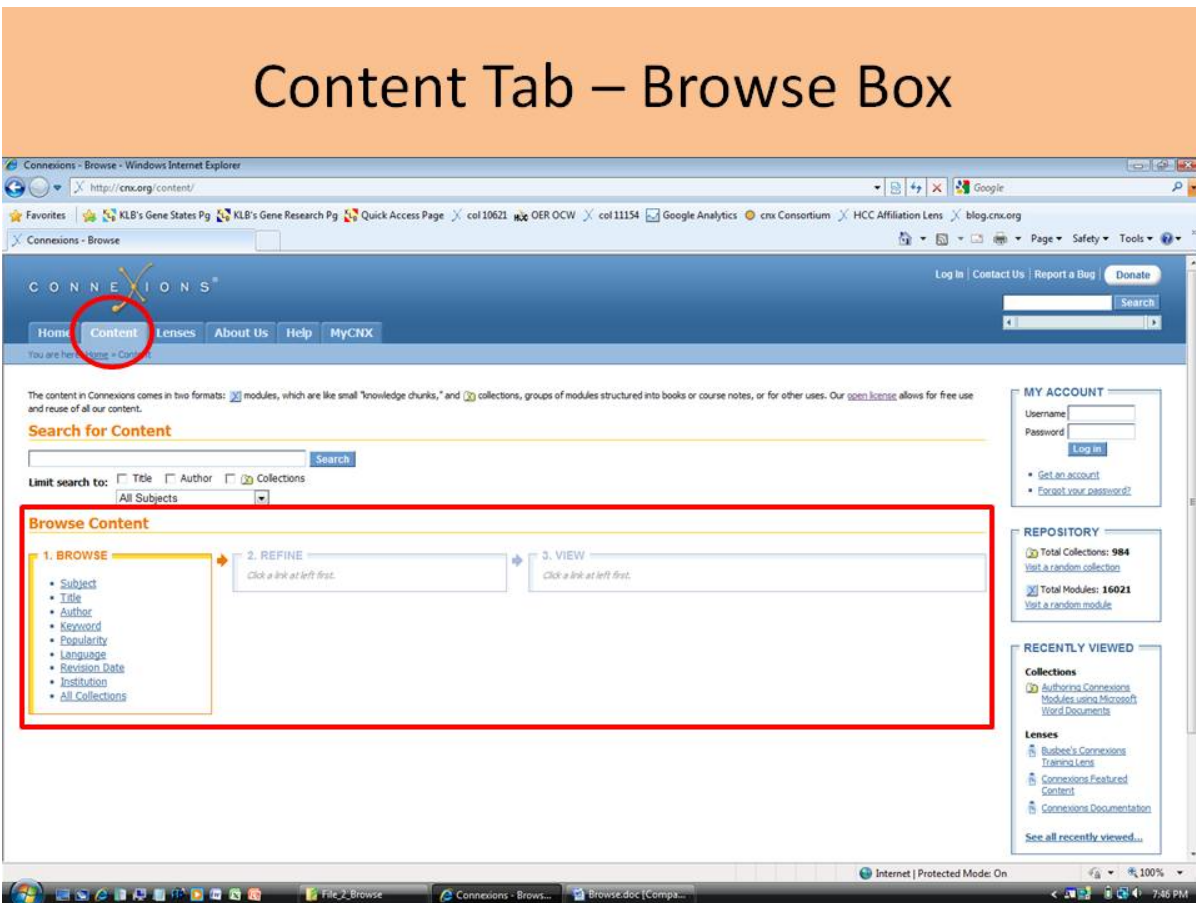 Content Tab – Browse Box
Connexions - Browse - Windows Internet Explorer
http://cnx.org/content/
Google
Favorites KLB's Gene States Pg KLB's Gene Research Pg Quick Access Page col 10621 OER OCW col 11154 Google Analytics cnx Consortium HCC Affiliation Lens blog.cnx.org
Connexions - Browse
Page Safety Tools
CONNEXIONS®
Log In | Contact Us | Report a Bug | Donate
Search
Home Content Lenses About Us Help MyCNX
You are here: Home » Content
The content in Connexions comes in two formats: modules, which are like small "knowledge chunks," and collections, groups of modules structured into books or course notes, or for other uses. Our open license allows for free use
and reuse of all our content.
Search for Content
Search
Limit search to: Title Author Collections
All Subjects
Browse Content
1. BROWSE
Subject
Title
Author
Keyword
Popularity
Language
Revision Date
Institution
All Collections
2. REFINE
Click a link at left first.
3. VIEW
Click a link at left first.
MY ACCOUNT
Username
Password
Log in
Get an account
Forgot your password?
REPOSITORY
Total Collections: 984
Visit a random collection
Total Modules: 16021
Visit a random module
RECENTLY VIEWED
Collections
Authoring Connexions
Modules using Microsoft
Word Documents
Lenses
Busbee's Connexions
Training Lens
Connexions Featured
Content
Connexions Documentation
See all recently viewed...
Internet | Protected Mode: On
100%
File_2_Browse
Connexions - Brows...
Browse.doc [Compa...
7:46 PM